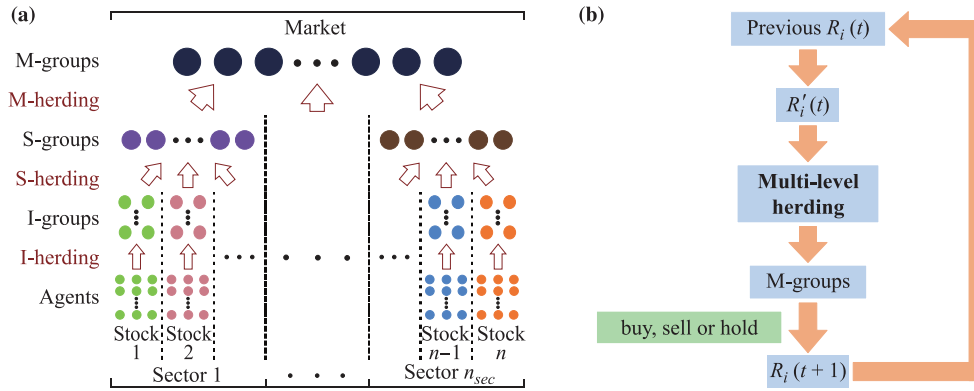 (a)
Market
M-groups
M-herding
S-groups
S-herding
I-groups
I-herding
Agents
Stock 1
Stock 2
Stock n−1
Stock n
Sector 1
Sector n_sec
(b)
Previous R_i (t)
R_i′ (t)
Multi-level
herding
M-groups
buy, sell or hold
R_i (t + 1)